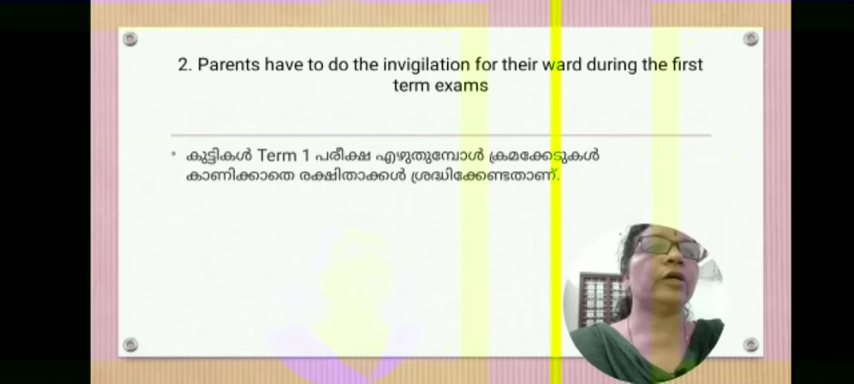 2. Parents have to do the invigilation for their ward during the first
term exams
• കുട്ടികൾ Term 1 പരീക്ഷ എഴുതുമ്പോൾ ക്രമക്കേടുകൾ
കാണിക്കാതെ രക്ഷിതാക്കൾ ശ്രദ്ധിക്കേണ്ടതാണ്.